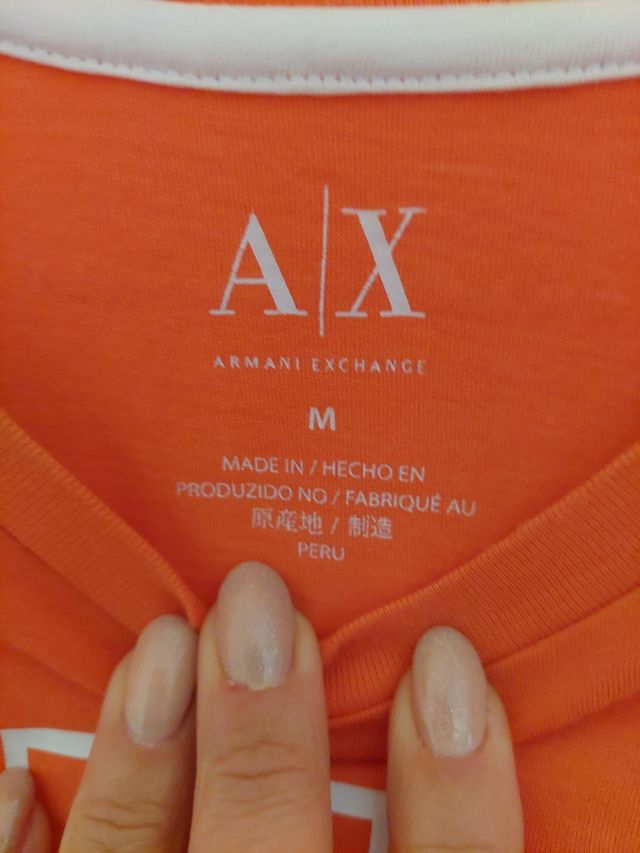 A|X
ARMANI EXCHANGE
M
MADE IN / HECHO EN
PRODUZIDO NO / FABRIQUÉ AU
原産地 / 制造
PERU